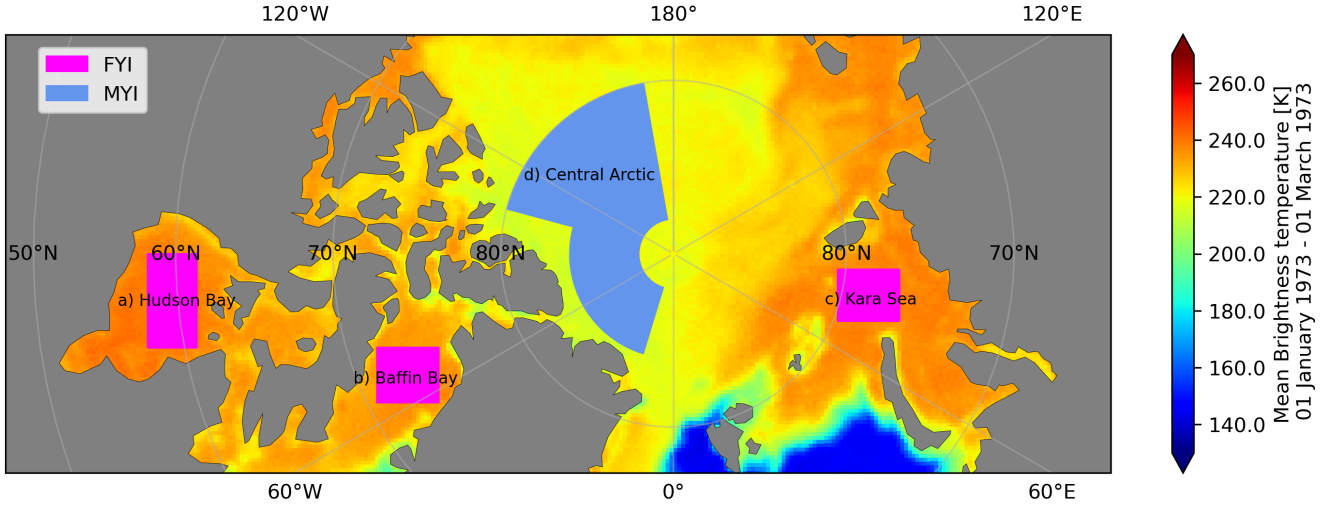 120°W 180° 120°E
FYI
MYI
d) Central Arctic
50°N 60°N 70°N 80°N 80°N 70°N
a) Hudson Bay
c) Kara Sea
b) Baffin Bay
60°W 0° 60°E
260.0
240.0
220.0
200.0
180.0
160.0
140.0
Mean Brightness temperature [K]
01 January 1973 - 01 March 1973